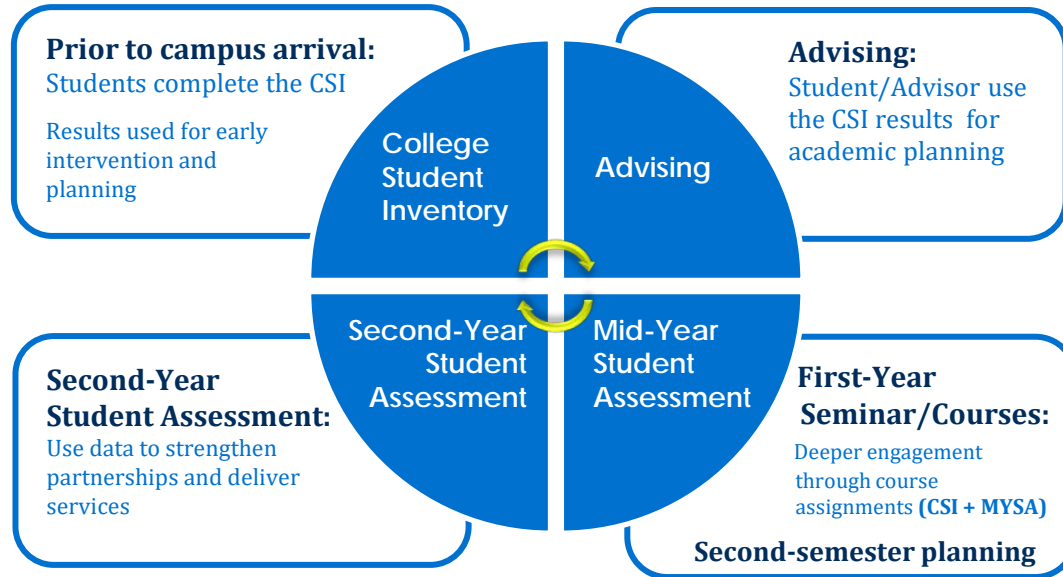 Prior to campus arrival:
Students complete the CSI
Results used for early
intervention and
planning
College
Student
Inventory
Advising
Advising:
Student/Advisor use
the CSI results for
academic planning
Second-Year
Student Assessment:
Use data to strengthen
partnerships and deliver
services
Second-Year
Student
Assessment
Mid-Year
Student
Assessment
First-Year
Seminar/Courses:
Deeper engagement
through course
assignments (CSI + MYSA)
Second-semester planning